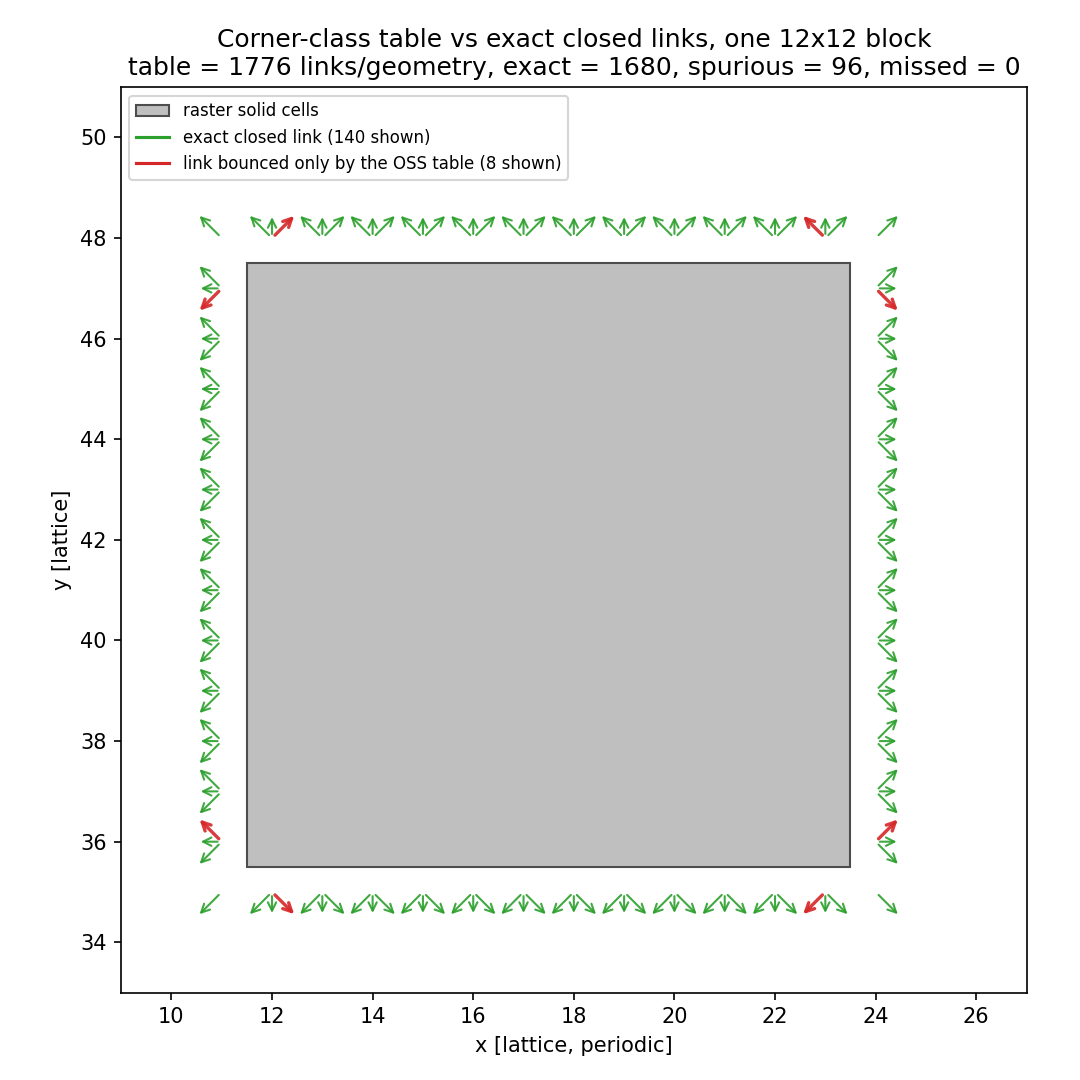 Corner-class table vs exact closed links, one 12x12 block
table = 1776 links/geometry, exact = 1680, spurious = 96, missed = 0
raster solid cells
exact closed link (140 shown)
link bounced only by the OSS table (8 shown)
50
48
46
44
42
40
38
36
34
y [lattice]
10 12 14 16 18 20 22 24 26
x [lattice, periodic]